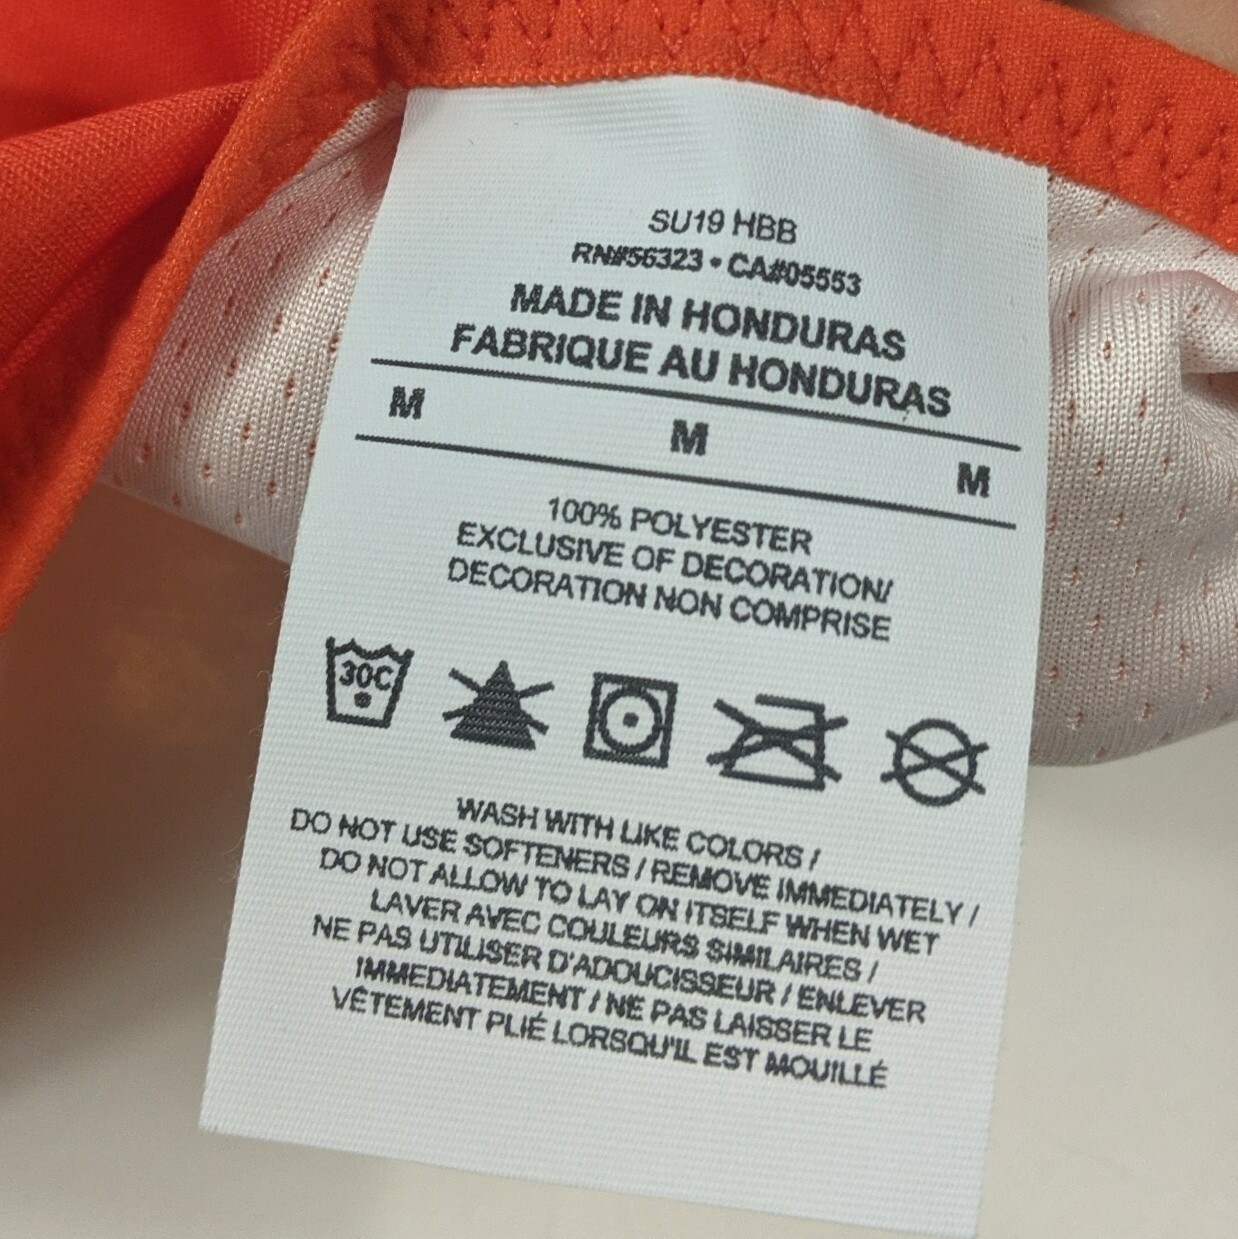 SU19 HBB
RN#56323 • CA#05553
MADE IN HONDURAS
FABRIQUE AU HONDURAS
M M M
100% POLYESTER
EXCLUSIVE OF DECORATION/
DECORATION NON COMPRISE
30C
WASH WITH LIKE COLORS /
DO NOT USE SOFTENERS / REMOVE IMMEDIATELY /
DO NOT ALLOW TO LAY ON ITSELF WHEN WET
LAVER AVEC COULEURS SIMILAIRES /
NE PAS UTILISER D'ADOUCISSEUR / ENLEVER
IMMEDIATEMENT / NE PAS LAISSER LE
VÊTEMENT PLIÉ LORSQU'IL EST MOUILLÉ